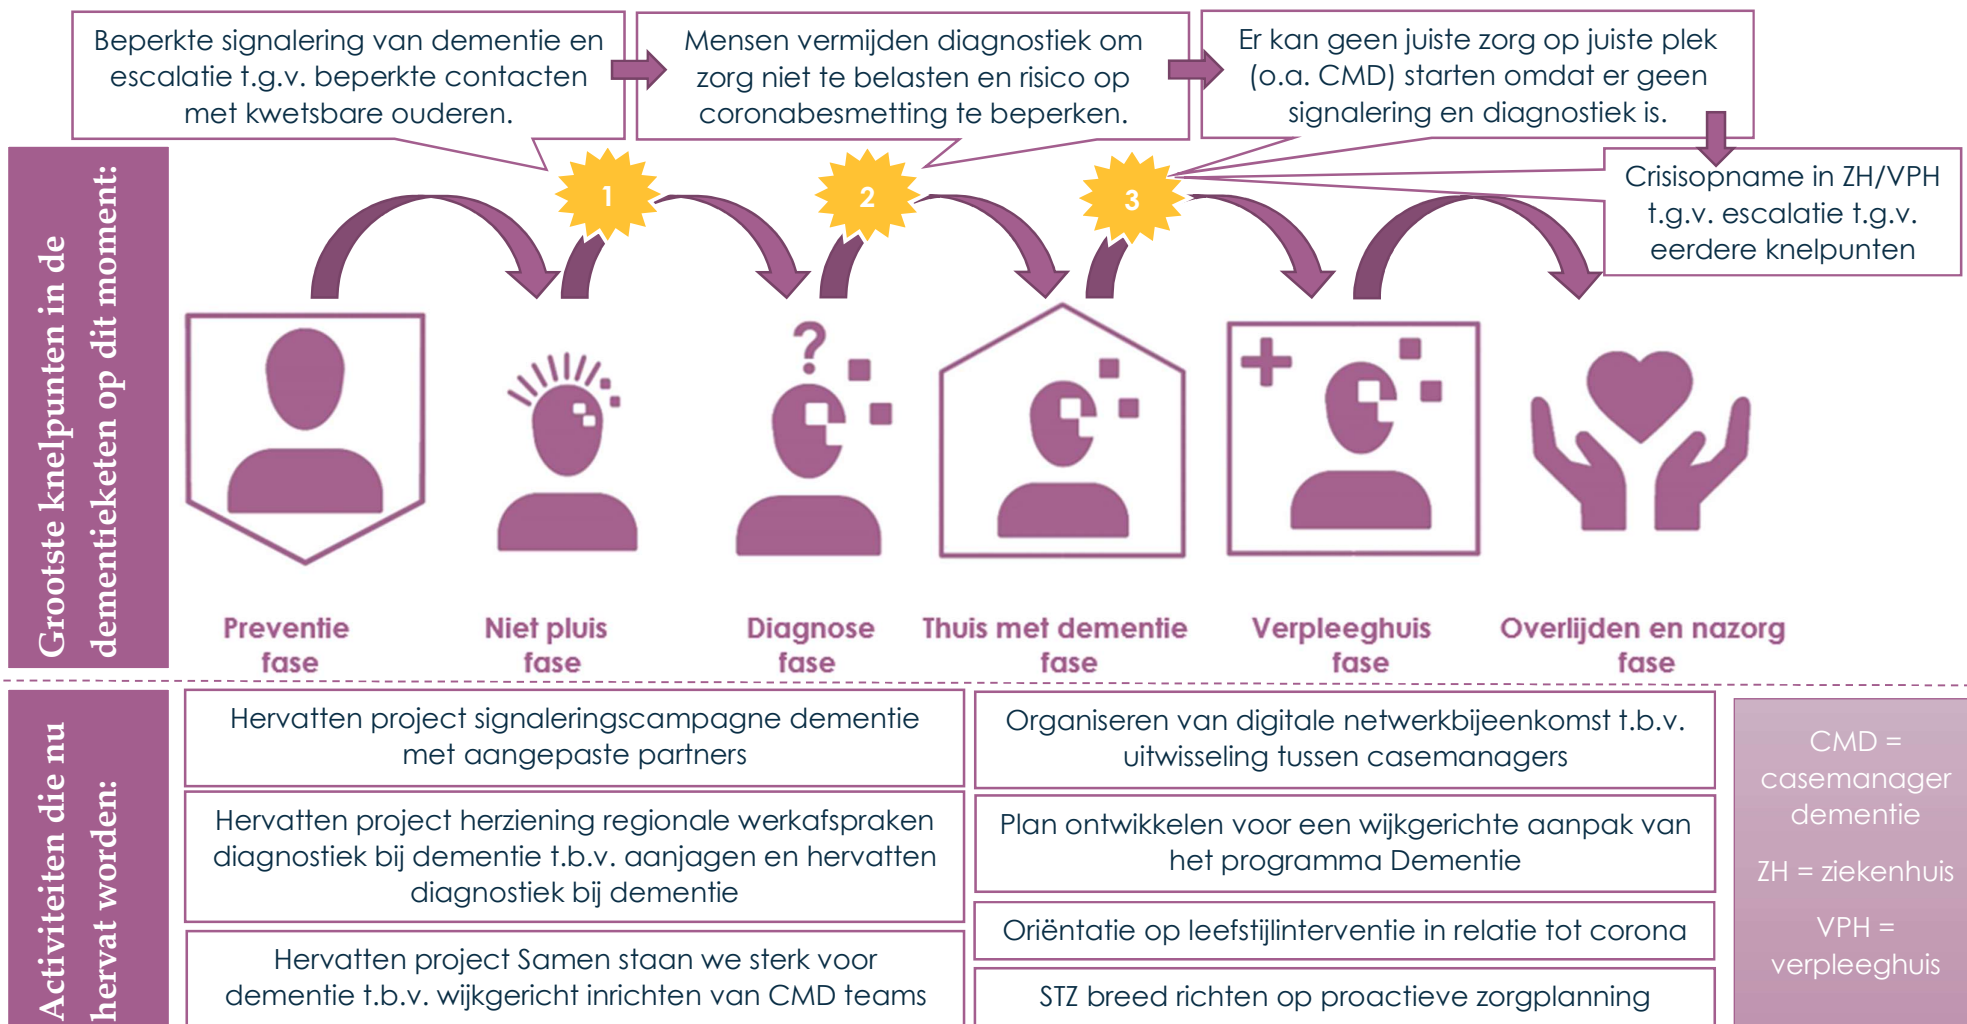 Beperkte signalering van dementie en
escalatie t.g.v. beperkte contacten
met kwetsbare ouderen.
Mensen vermijden diagnostiek om
zorg niet te belasten en risico op
coronabesmetting te beperken.
Er kan geen juiste zorg op juiste plek
(o.a. CMD) starten omdat er geen
signalering en diagnostiek is.
Crisisopname in ZH/VPH
t.g.v. escalatie t.g.v.
eerdere knelpunten
Grootste knelpunten in de
dementieketen op dit moment:
1
2
3
?
Preventie
fase
Niet pluis
fase
Diagnose
fase
Thuis met dementie
fase
Verpleeghuis
fase
Overlijden en nazorg
fase
Activiteiten die nu
hervat worden:
Hervatten project signaleringscampagne dementie
met aangepaste partners
Hervatten project herziening regionale werkafspraken
diagnostiek bij dementie t.b.v. aanjagen en hervatten
diagnostiek bij dementie
Hervatten project Samen staan we sterk voor
dementie t.b.v. wijkgericht inrichten van CMD teams
Organiseren van digitale netwerkbijeenkomst t.b.v.
uitwisseling tussen casemanagers
Plan ontwikkelen voor een wijkgerichte aanpak van
het programma Dementie
Oriëntatie op leefstijlinterventie in relatie tot corona
STZ breed richten op proactieve zorgplanning
CMD =
casemanager
dementie
ZH = ziekenhuis
VPH =
verpleeghuis